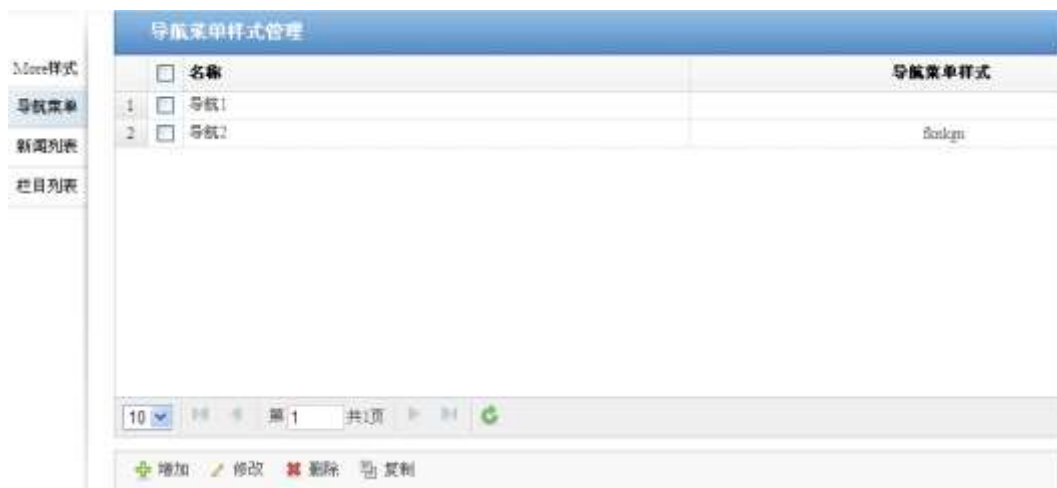 导航菜单样式管理
More样式
导航菜单
新闻列表
栏目列表
名称 导航菜单样式
1 导航1
2 导航2
10 第 1 共1页
增加 修改 删除 复制